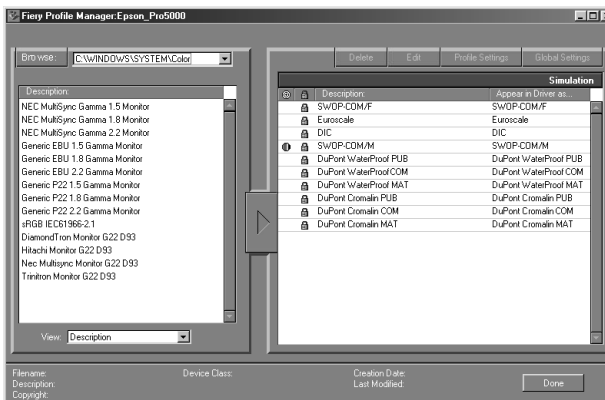 Fiery Profile Manager:Epson_Pro5000
Browse: C:\WINDOWS\SYSTEM\Color
Delete Edit Profile Settings Global Settings
Description:
NEC MultiSync Gamma 1.5 Monitor
NEC MultiSync Gamma 1.8 Monitor
NEC MultiSync Gamma 2.2 Monitor
Generic EBU 1.5 Gamma Monitor
Generic EBU 1.8 Gamma Monitor
Generic EBU 2.2 Gamma Monitor
Generic P22 1.5 Gamma Monitor
Generic P22 1.8 Gamma Monitor
Generic P22 2.2 Gamma Monitor
sRGB IEC61966-2.1
DiamondTron Monitor G22 D93
Hitachi Monitor G22 D93
Nec Multisync Monitor G22 D93
Trinitron Monitor G22 D93
View: Description
Simulation
Description: Appear in Driver as...
SWOP-COM/F SWOP-COM/F
Euroscale Euroscale
DIC DIC
SWOP-COM/M SWOP-COM/M
DuPont WaterProof PUB DuPont WaterProof PUB
DuPont WaterProof COM DuPont WaterProof COM
DuPont WaterProof MAT DuPont WaterProof MAT
DuPont Cromalin PUB DuPont Cromalin PUB
DuPont Cromalin COM DuPont Cromalin COM
DuPont Cromalin MAT DuPont Cromalin MAT
Filename: Device Class: Creation Date:
Description: Last Modified:
Copyright:
Done